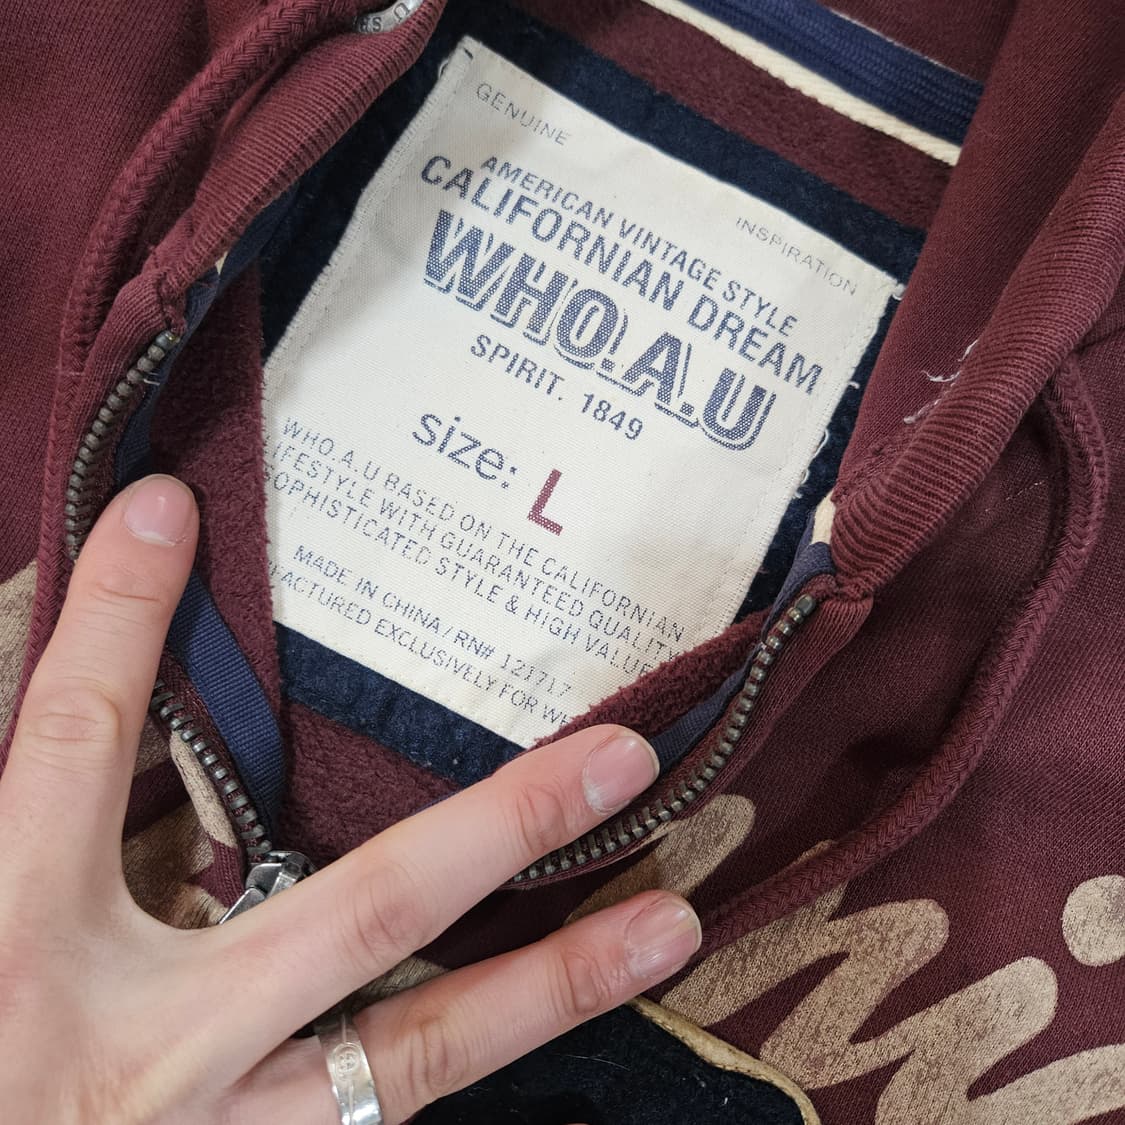 GENUINE
INSPIRATION
AMERICAN VINTAGE STYLE
CALIFORNIAN DREAM
WHO.A.U
SPIRIT. 1849
size: L
WHO.A.U BASED ON THE CALIFORNIAN
LIFESTYLE WITH GUARANTEED QUALITY
SOPHISTICATED STYLE & HIGH VALUE
MADE IN CHINA / RN# 121717
EXCLUSIVELY FOR